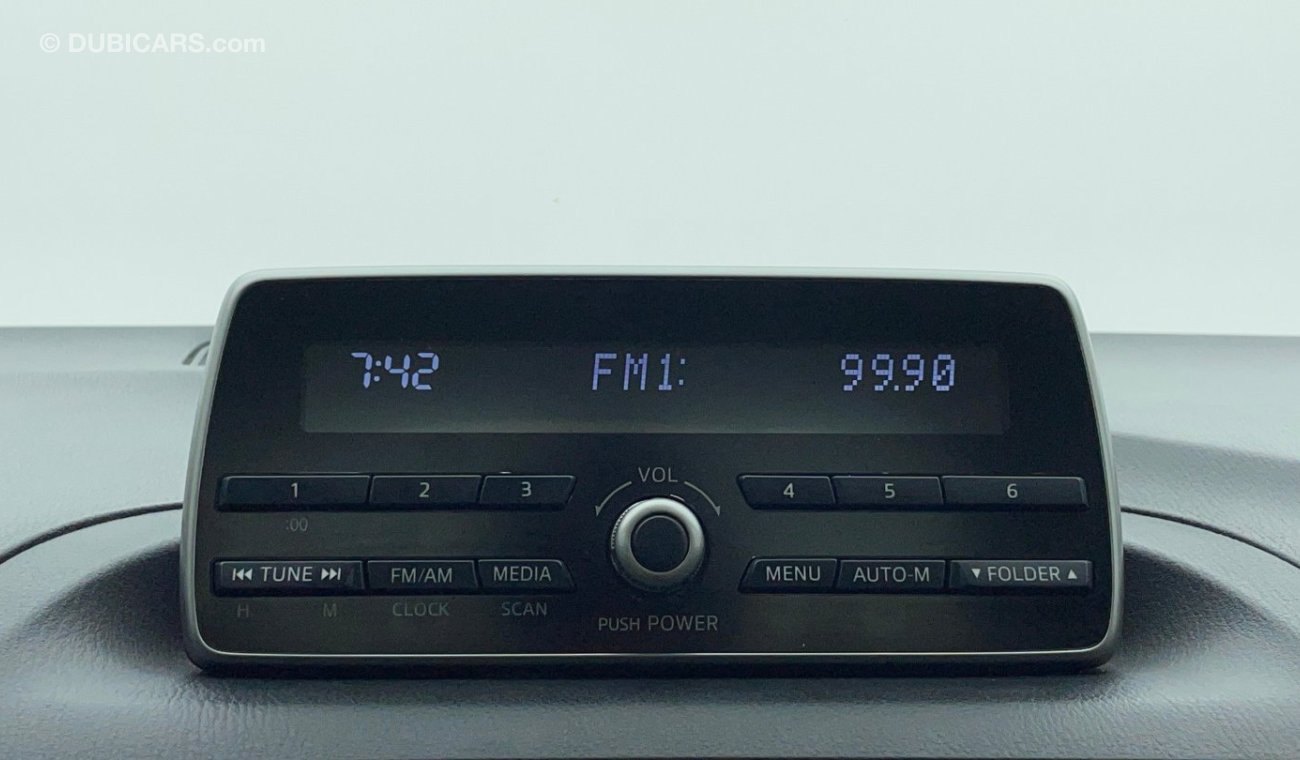 © DUBICARS.com
7:42 FM1: 99.90
VOL
1 2 3 4 5 6
:00
TUNE FM/AM MEDIA MENU AUTO-M ▼ FOLDER ▲
H M CLOCK SCAN
PUSH POWER